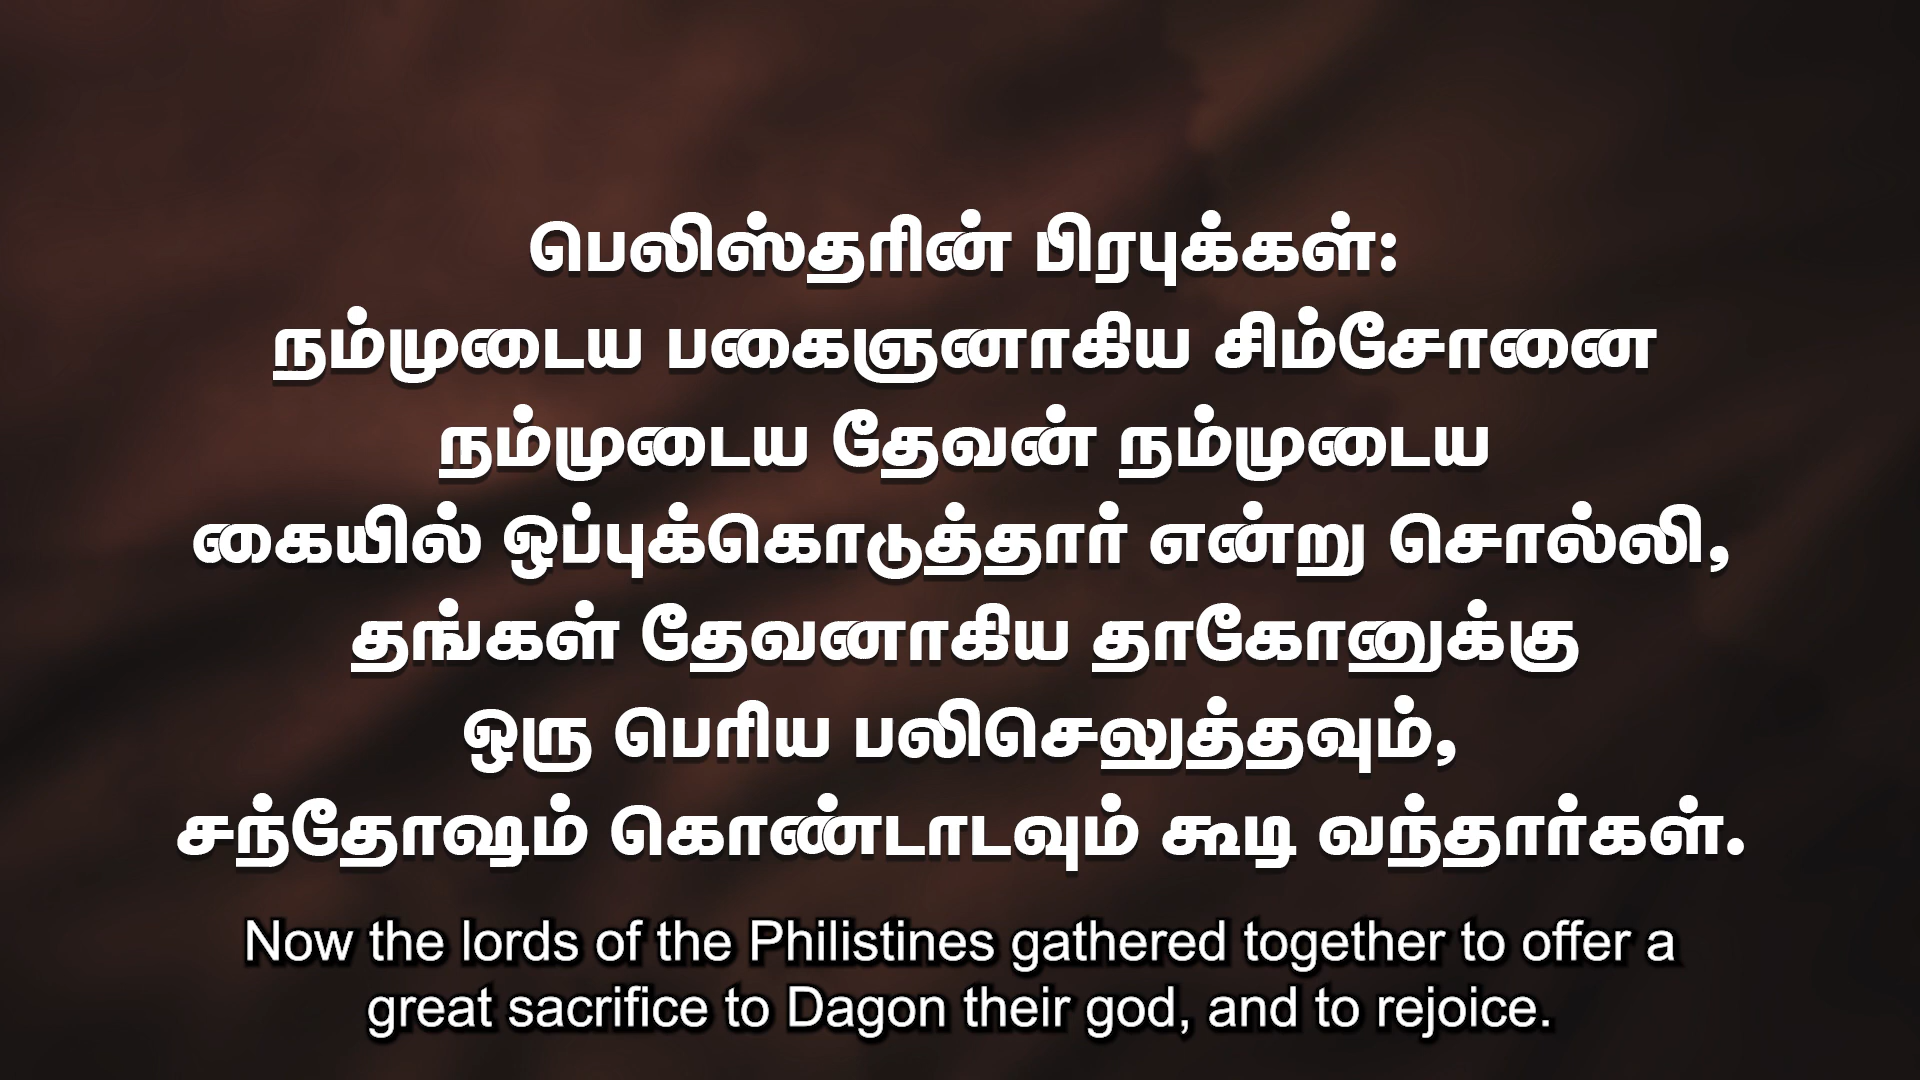 பெலிஸ்தரின் பிரபுக்கள்:
நம்முடைய பகைஞனாகிய சிம்சோனை
நம்முடைய தேவன் நம்முடைய
கையில் ஒப்புக்கொடுத்தார் என்று சொல்லி,
தங்கள் தேவனாகிய தாகோனுக்கு
ஒரு பெரிய பலிசெலுத்தவும்,
சந்தோஷம் கொண்டாடவும் கூடி வந்தார்கள்.
Now the lords of the Philistines gathered together to offer a
great sacrifice to Dagon their god, and to rejoice.